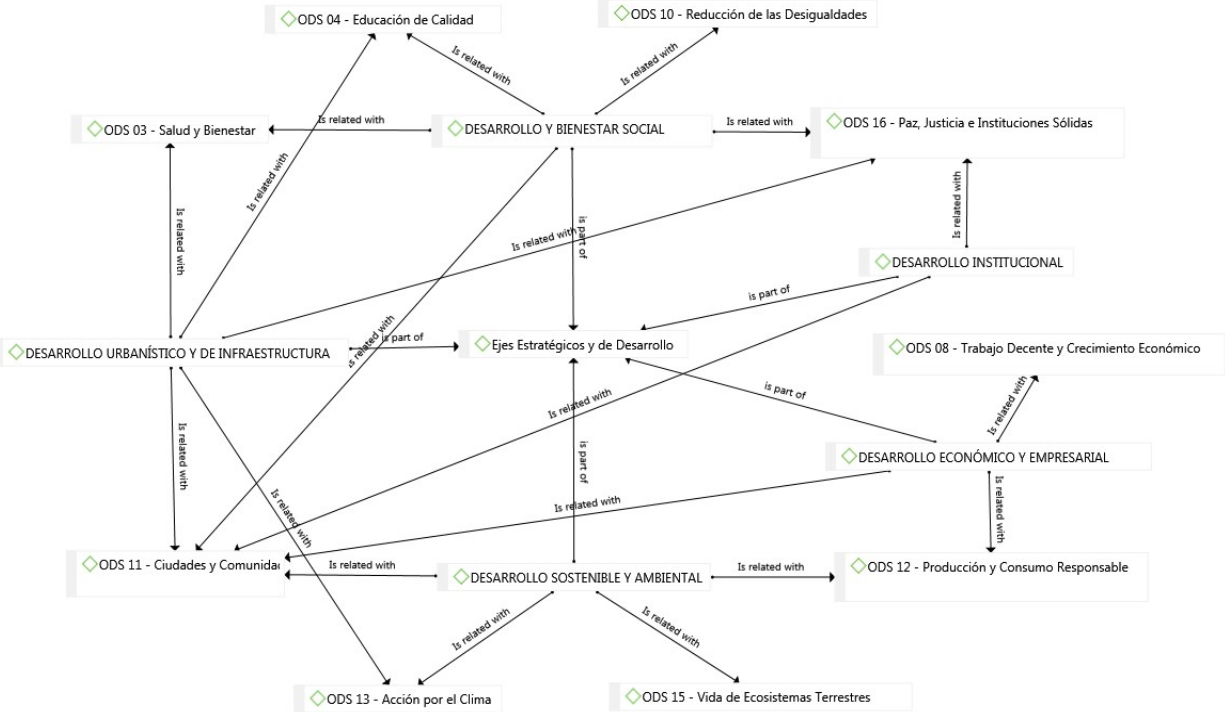 ODS 04 - Educación de Calidad
ODS 10 - Reducción de las Desigualdades
Is related with
Is related with
ODS 03 - Salud y Bienestar
Is related with
DESARROLLO Y BIENESTAR SOCIAL
Is related with
ODS 16 - Paz, Justicia e Instituciones Sólidas
Is related with
Is related with
Is related with
is part of
Is related with
DESARROLLO INSTITUCIONAL
is part of
DESARROLLO URBANÍSTICO Y DE INFRAESTRUCTURA
is part of
Is related with
Ejes Estratégicos y de Desarrollo
ODS 08 - Trabajo Decente y Crecimiento Económico
is part of
Is related with
Is related with
Is related with
is part of
DESARROLLO ECONÓMICO Y EMPRESARIAL
Is related with
Is related with
Is related with
ODS 11 - Ciudades y Comunidad
Is related with
DESARROLLO SOSTENIBLE Y AMBIENTAL
Is related with
ODS 12 - Producción y Consumo Responsable
Is related with
Is related with
ODS 13 - Acción por el Clima
ODS 15 - Vida de Ecosistemas Terrestres